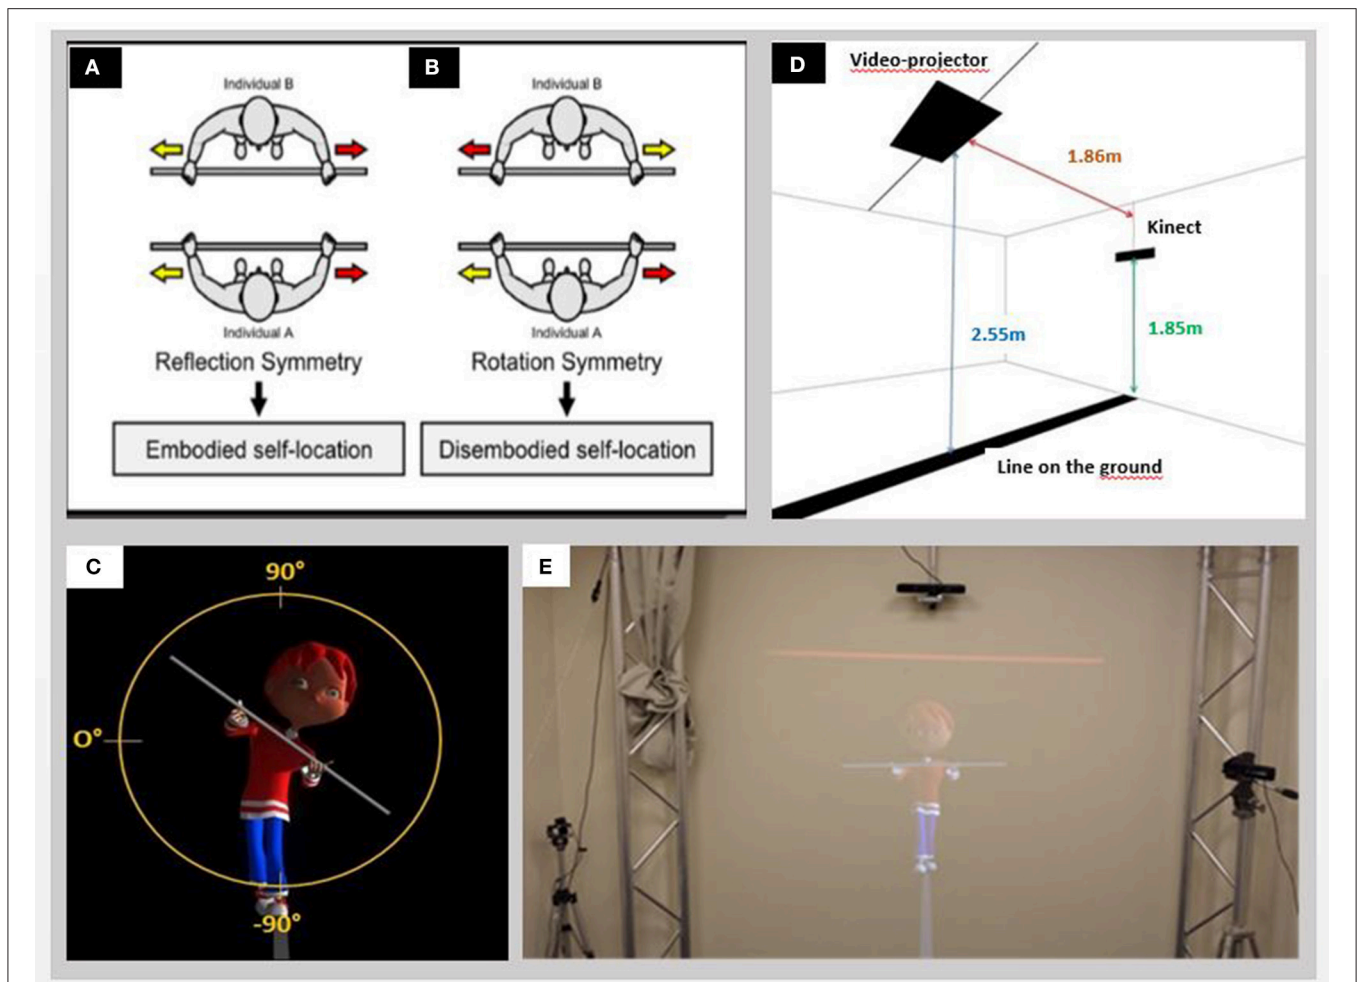 A
Individual B
Individual A
Reflection Symmetry
Embodied self-location
B
Individual B
Individual A
Rotation Symmetry
Disembodied self-location
D
Video-projector
1.86m
Kinect
2.55m
1.85m
Line on the ground
C
90°
O°
-90°
E